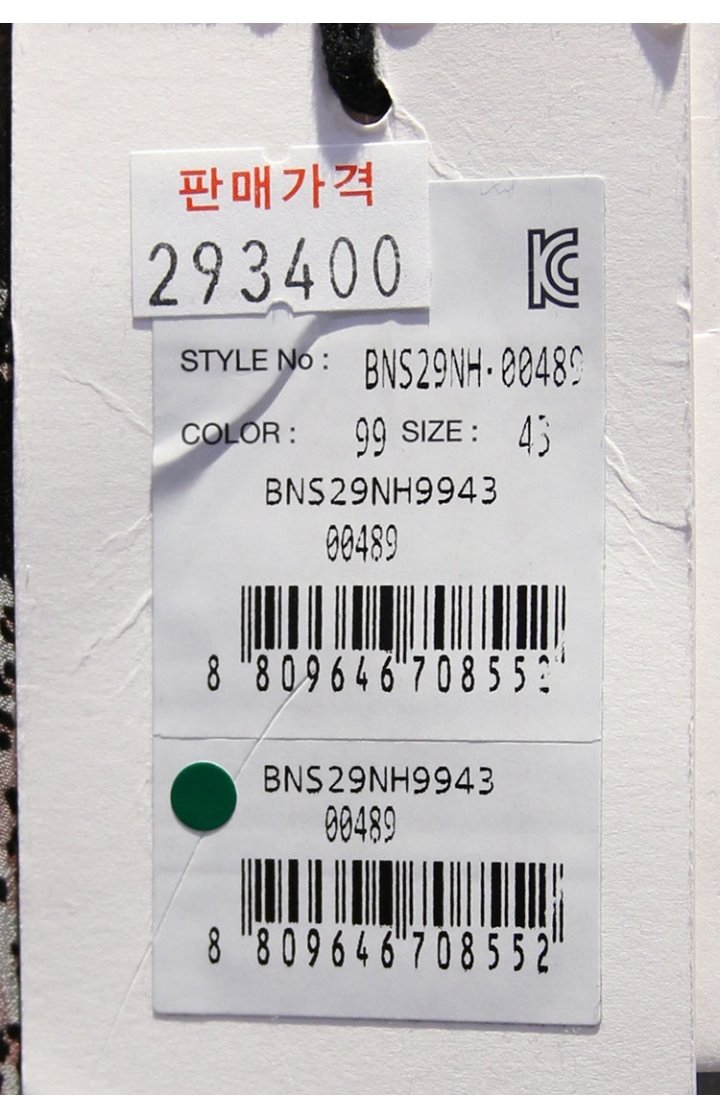 판매가격
293400
KC
STYLE No : BNS29NH-00489
COLOR : 99 SIZE : 43
BNS29NH9943
00489
8 809646 708552
BNS29NH9943
00489
8 809646 708552